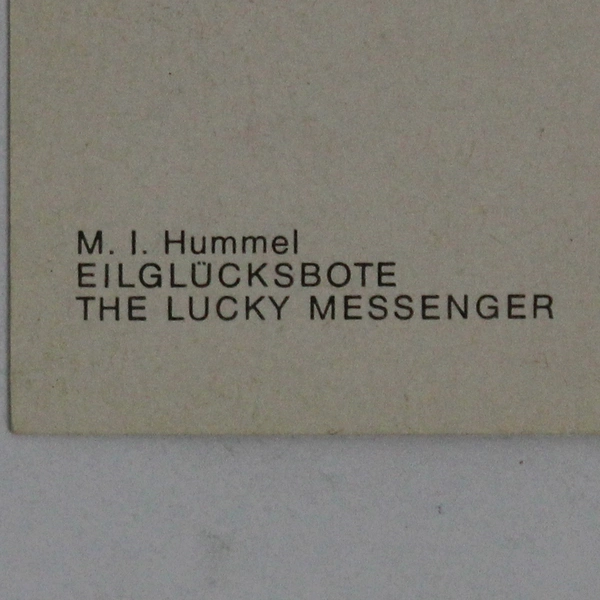 M. I. Hummel
EILGLÜCKSBOTE
THE LUCKY MESSENGER